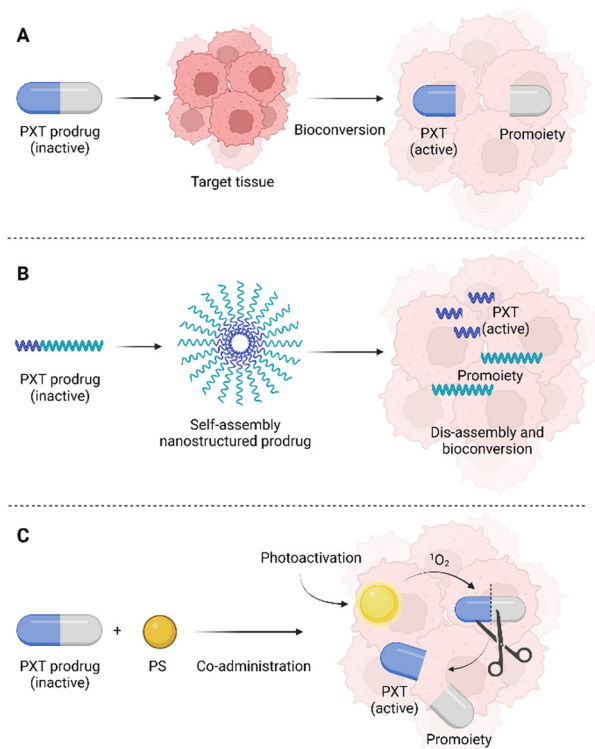 A
PXT prodrug
(inactive)
Target tissue
Bioconversion
PXT
(active)
Promoiety
B
PXT prodrug
(inactive)
Self-assembly
nanostructured prodrug
PXT
(active)
Promoiety
Dis-assembly and
bioconversion
C
Photoactivation
¹O₂
PXT prodrug
(inactive)
+
PS
Co-administration
PXT
(active)
Promoiety